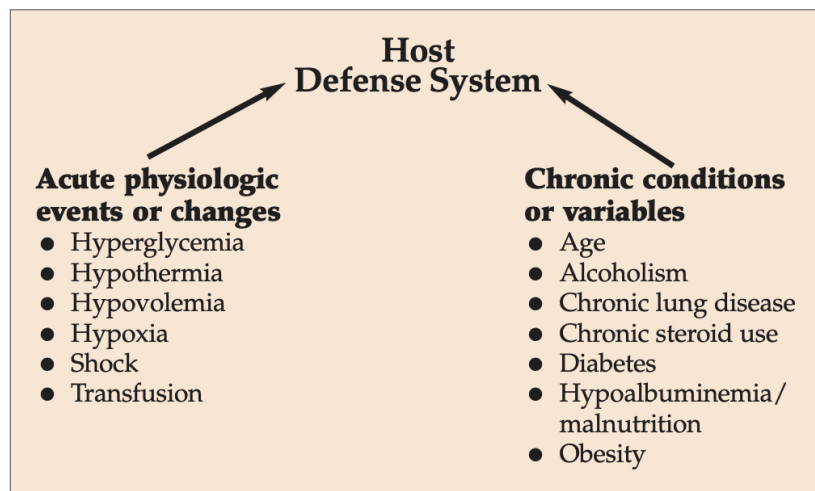 Host
Defense System
Acute physiologic
events or changes
● Hyperglycemia
● Hypothermia
● Hypovolemia
● Hypoxia
● Shock
● Transfusion
Chronic conditions
or variables
● Age
● Alcoholism
● Chronic lung disease
● Chronic steroid use
● Diabetes
● Hypoalbuminemia/
malnutrition
● Obesity